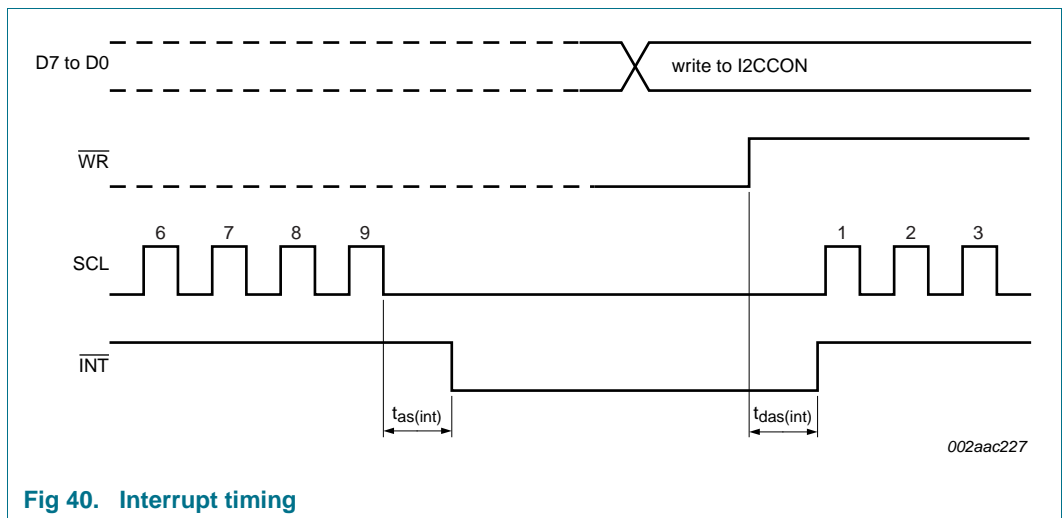 D7 to D0
write to I2CCON
WR
6 7 8 9 1 2 3
SCL
INT
tas(int) tdas(int)
002aac227
Fig 40. Interrupt timing